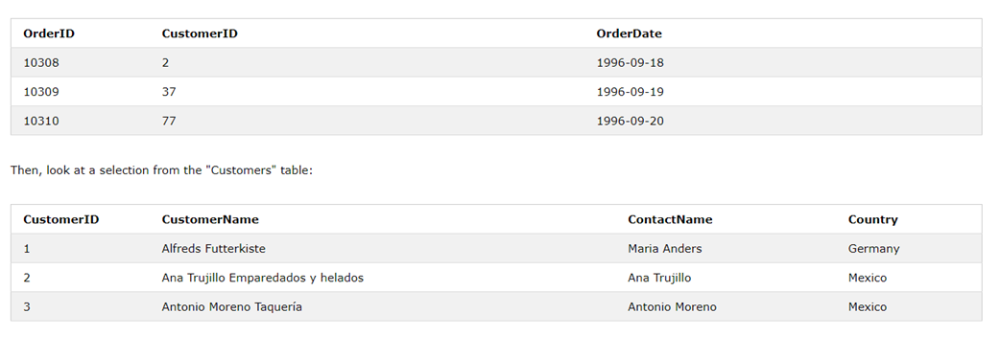 OrderID CustomerID OrderDate
10308 2 1996-09-18
10309 37 1996-09-19
10310 77 1996-09-20
Then, look at a selection from the "Customers" table:
CustomerID CustomerName ContactName Country
1 Alfreds Futterkiste Maria Anders Germany
2 Ana Trujillo Emparedados y helados Ana Trujillo Mexico
3 Antonio Moreno Taquería Antonio Moreno Mexico